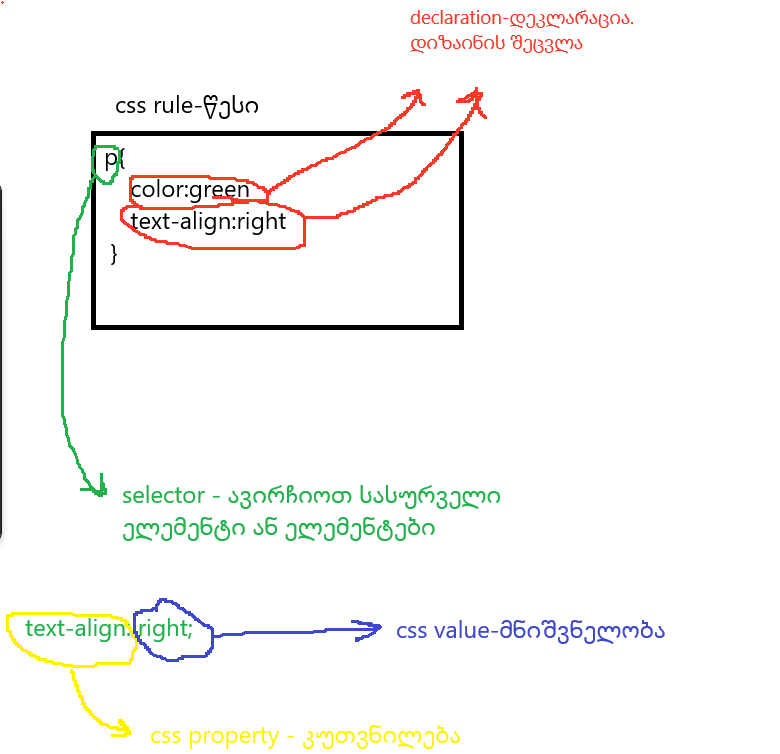 declaration-დეკლარაცია.
დიზაინის შეცვლა
css rule-წესი
p{
color:green
text-align:right
}
selector - ავირჩიოთ სასურველი
ელემენტი ან ელემენტები
text-align:right;
css value-მნიშვნელობა
css property - კუთვნილება